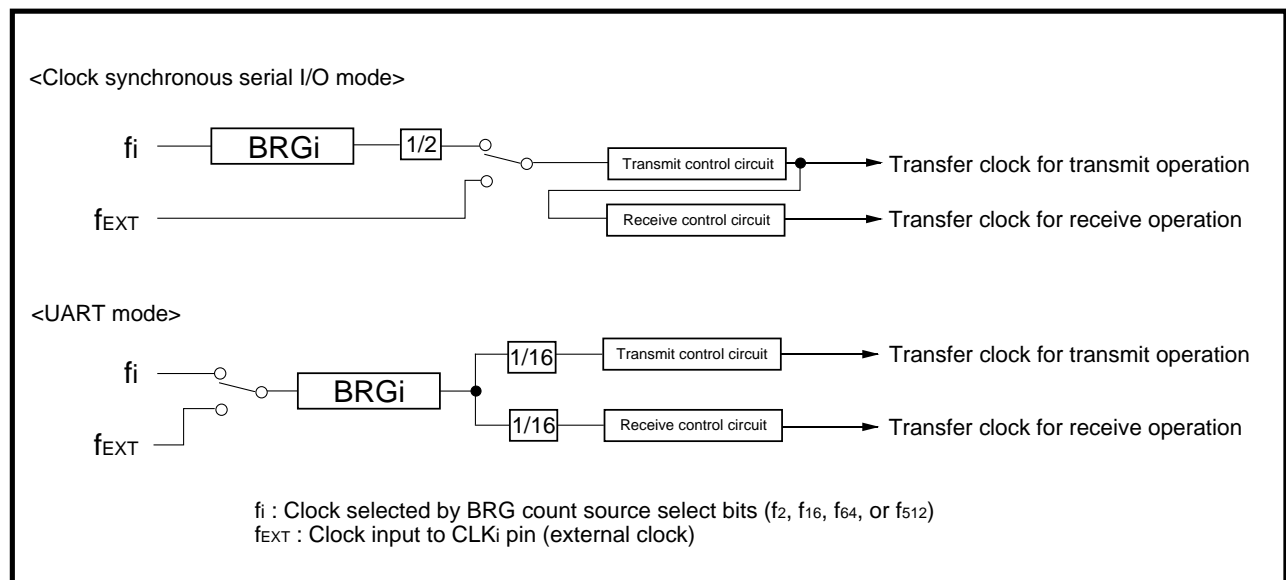 <Clock synchronous serial I/O mode>
fi BRGi 1/2 Transmit control circuit Transfer clock for transmit operation
fEXT Receive control circuit Transfer clock for receive operation
<UART mode>
fi BRGi 1/16 Transmit control circuit Transfer clock for transmit operation
fEXT 1/16 Receive control circuit Transfer clock for receive operation
fi : Clock selected by BRG count source select bits (f2, f16, f64, or f512)
fEXT : Clock input to CLKi pin (external clock)